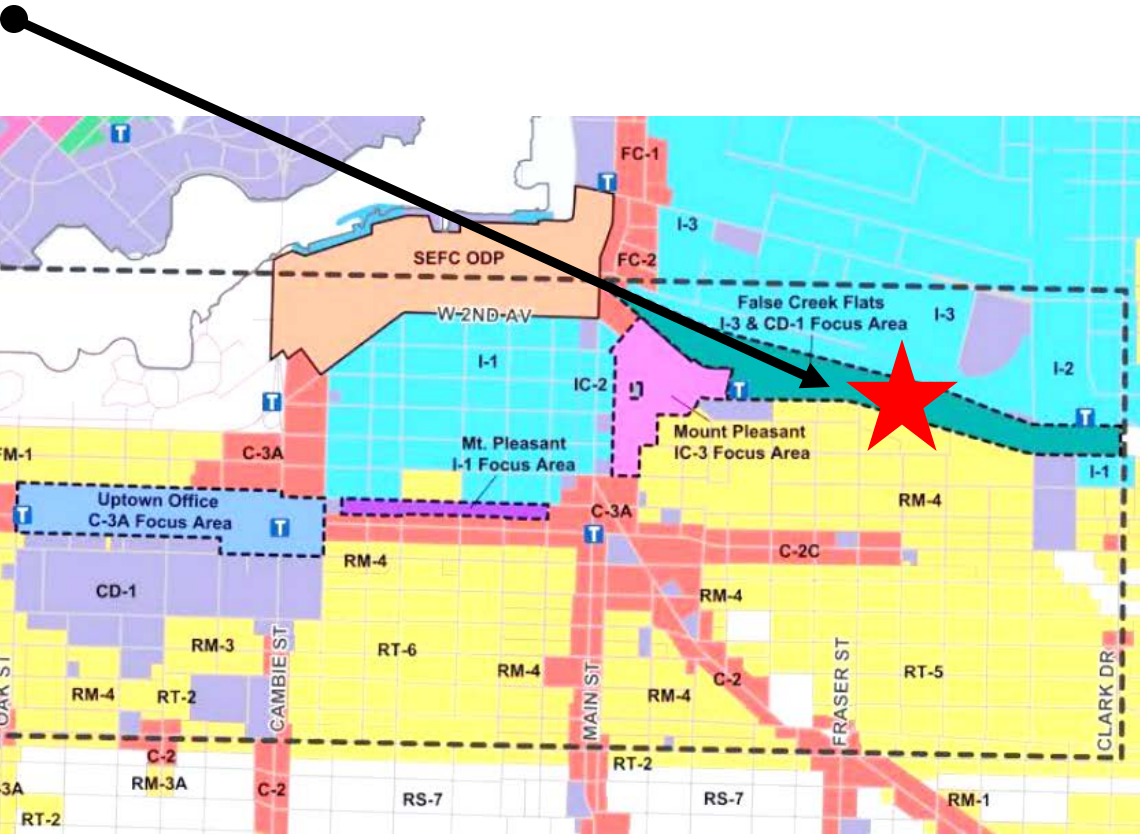 T
FC-1
T
I-3
SEFC ODP
FC-2
False Creek Flats
I-3 & CD-1 Focus Area
I-3
W 2ND AV
I-1
IC-2
T
I-2
T
T
Mount Pleasant
IC-3 Focus Area
Mt. Pleasant
I-1 Focus Area
C-3A
I-1
Uptown Office
C-3A Focus Area
T
T
C-3A
T
RM-4
C-2C
RM-4
CD-1
RM-4
RM-3
RT-6
RM-4
RT-5
C-2
RM-4
RT-2
RM-4
OAK ST
CAMBIE ST
MAIN ST
FRASER ST
CLARK DR
C-2
RM-3A
C-2
RT-2
RS-7
RS-7
RM-1
RT-2